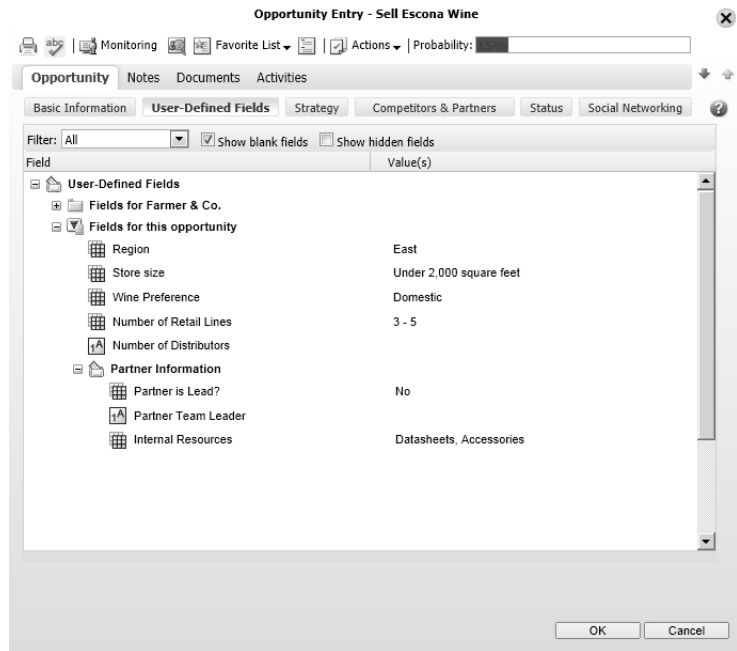 Opportunity Entry - Sell Escona Wine
abc Monitoring Favorite List Actions Probability:
Opportunity Notes Documents Activities
Basic Information User-Defined Fields Strategy Competitors & Partners Status Social Networking ?
Filter: All Show blank fields Show hidden fields
Field Value(s)
User-Defined Fields
Fields for Farmer & Co.
Fields for this opportunity
Region East
Store size Under 2,000 square feet
Wine Preference Domestic
Number of Retail Lines 3 - 5
1A Number of Distributors
Partner Information
Partner is Lead? No
1A Partner Team Leader
Internal Resources Datasheets, Accessories
OK Cancel